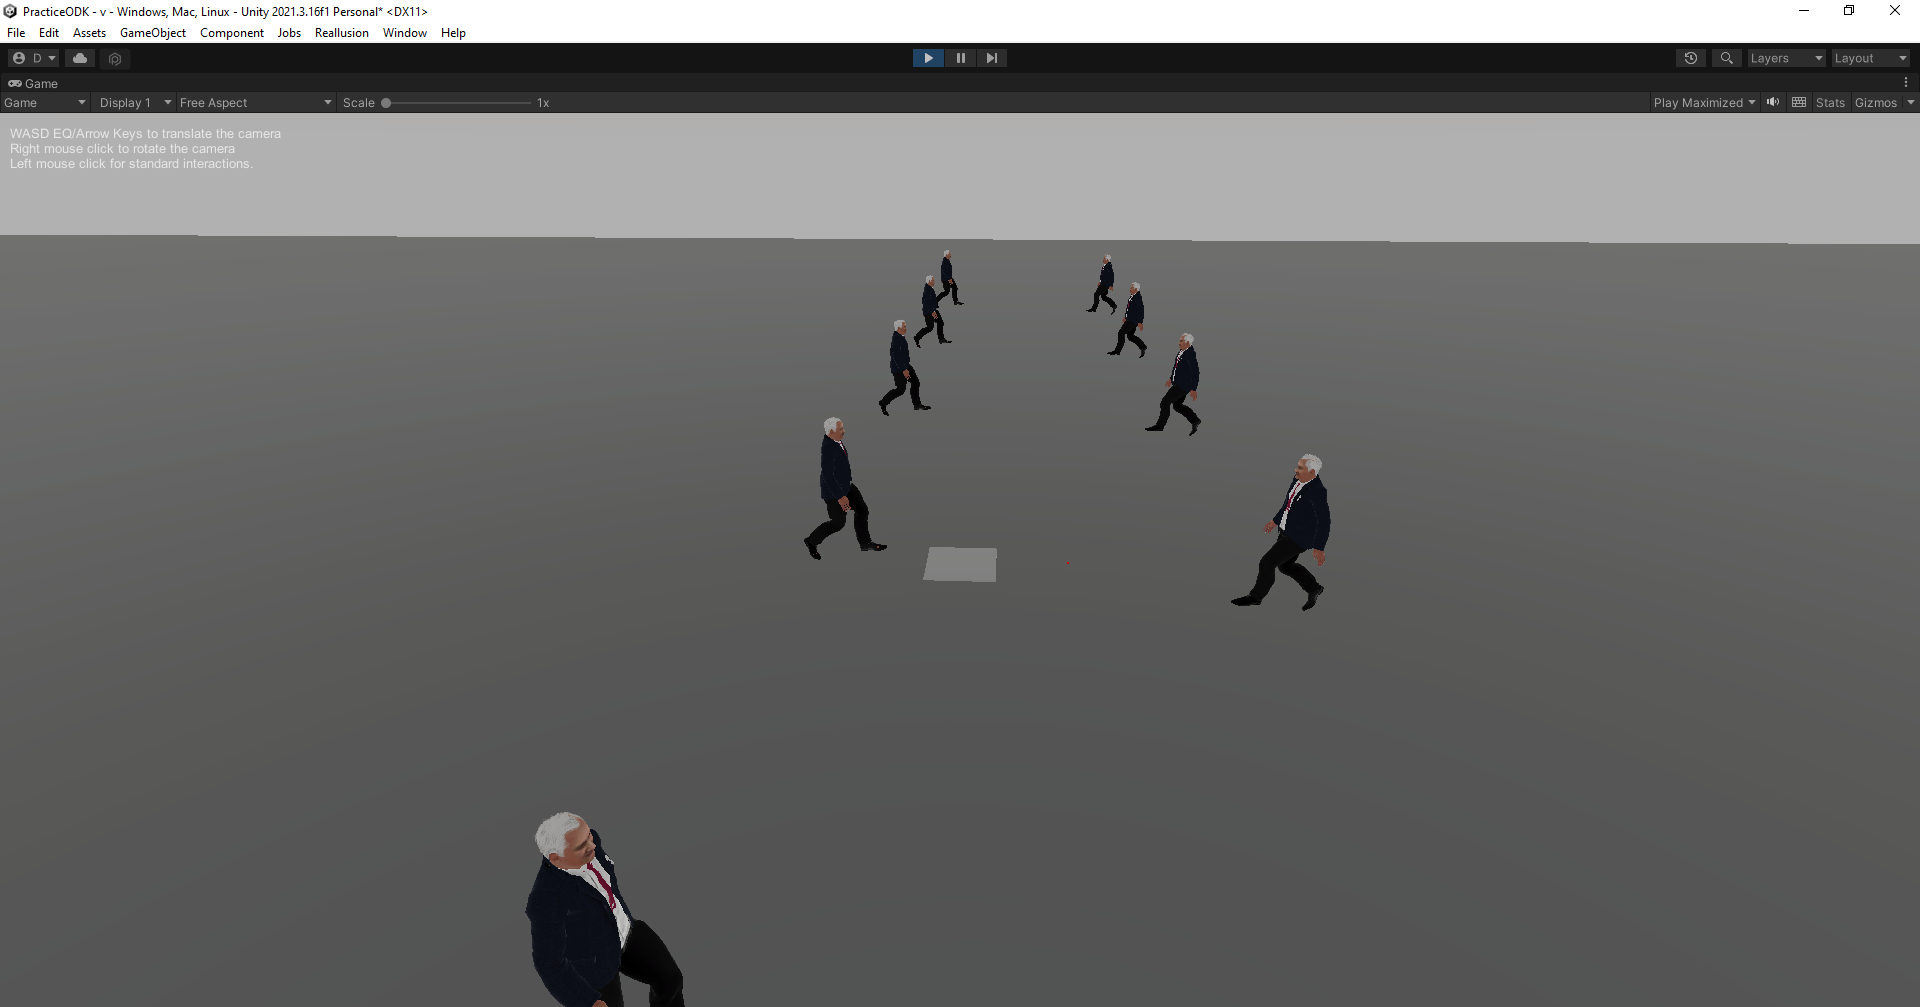 PracticeODK - v - Windows, Mac, Linux - Unity 2021.3.16f1 Personal* <DX11>
File Edit Assets GameObject Component Jobs Reallusion Window Help
D Layers Layout
Game
Game Display 1 Free Aspect Scale 1x Play Maximized Stats Gizmos
WASD EQ/Arrow Keys to translate the camera
Right mouse click to rotate the camera
Left mouse click for standard interactions.